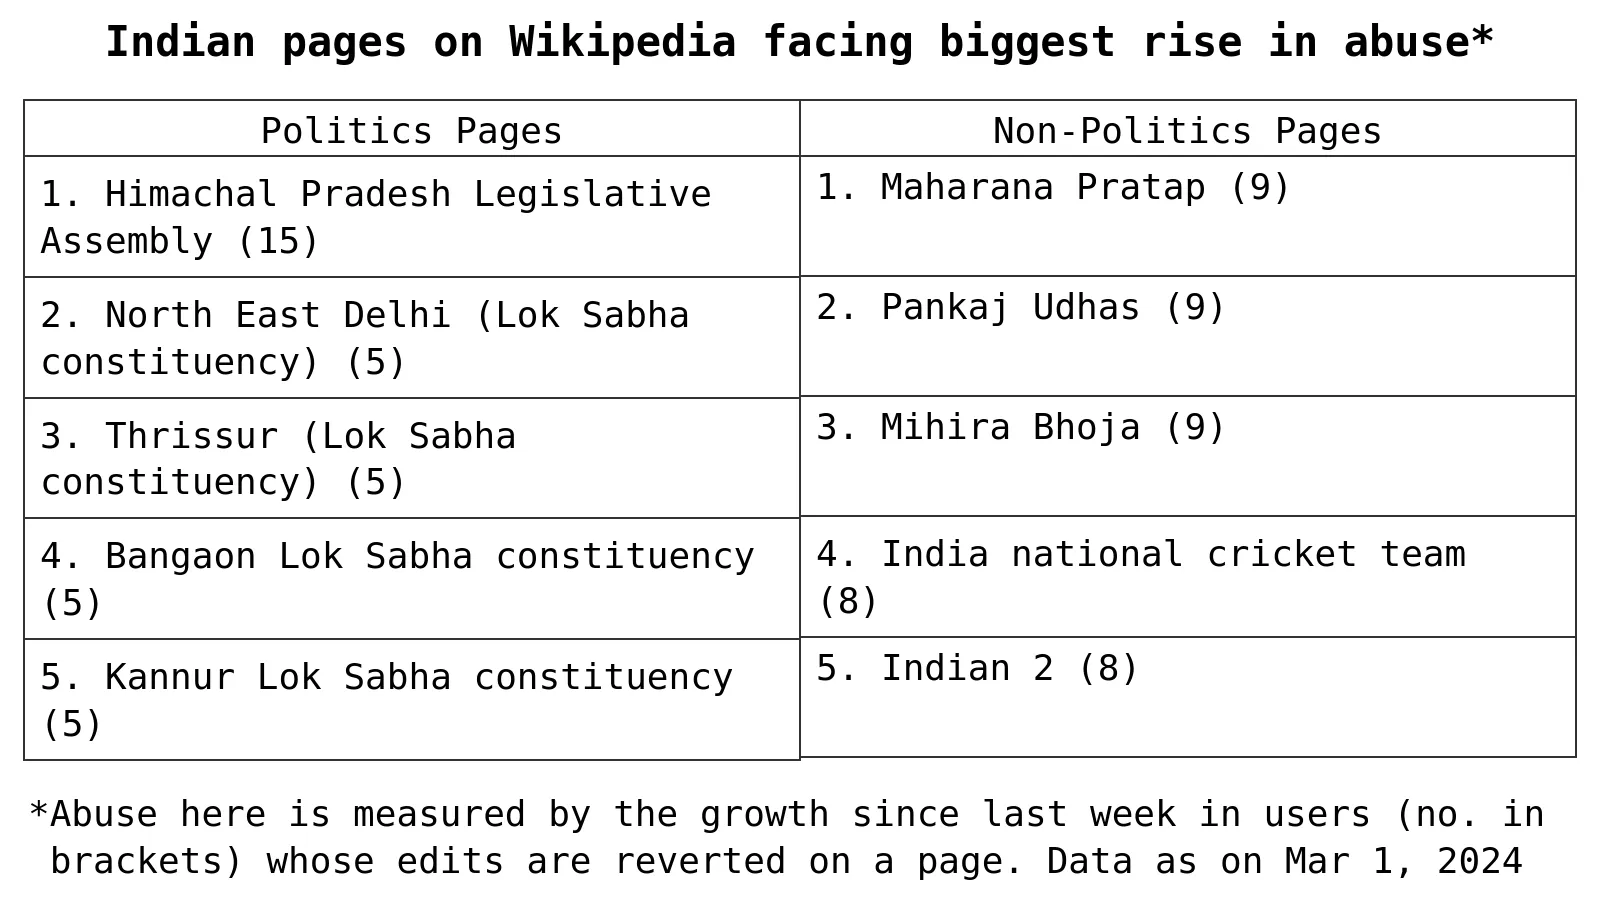 Indian pages on Wikipedia facing biggest rise in abuse*
Politics Pages
1. Himachal Pradesh Legislative
Assembly (15)
2. North East Delhi (Lok Sabha
constituency) (5)
3. Thrissur (Lok Sabha
constituency) (5)
4. Bangaon Lok Sabha constituency
(5)
5. Kannur Lok Sabha constituency
(5)
Non-Politics Pages
1. Maharana Pratap (9)
2. Pankaj Udhas (9)
3. Mihira Bhoja (9)
4. India national cricket team
(8)
5. Indian 2 (8)
*Abuse here is measured by the growth since last week in users (no. in
brackets) whose edits are reverted on a page. Data as on Mar 1, 2024